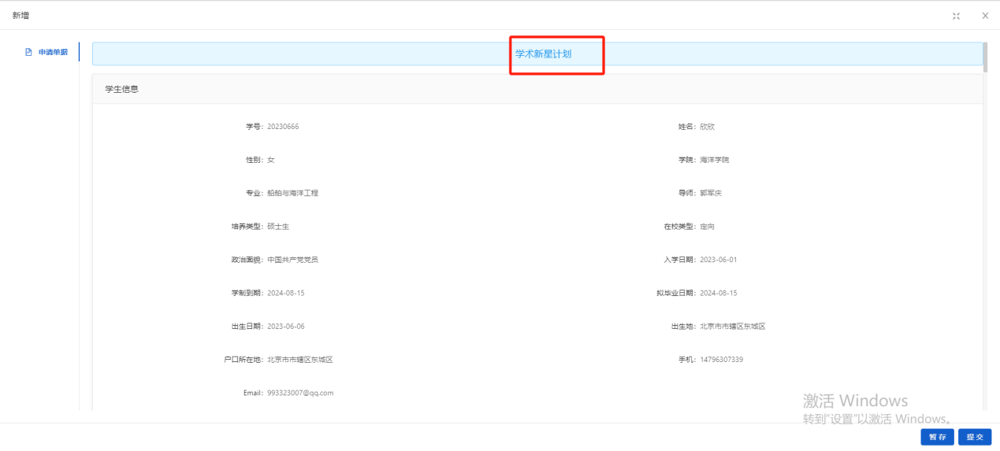 新增
申请单据
学术新星计划
学生信息
学号: 20230666
姓名: 欣欣
性别: 女
学院: 海洋学院
专业: 船舶与海洋工程
导师: 郭军庆
培养类型: 硕士生
在校类型: 定向
政治面貌: 中国共产党党员
入学日期: 2023-06-01
学制到期: 2024-08-15
拟毕业日期: 2024-08-15
出生日期: 2023-06-06
出生地: 北京市市辖区东城区
户口所在地: 北京市市辖区东城区
手机: 14796307339
Email: 993323007@qq.com
激活 Windows
转到"设置"以激活 Windows。
暂存
提交